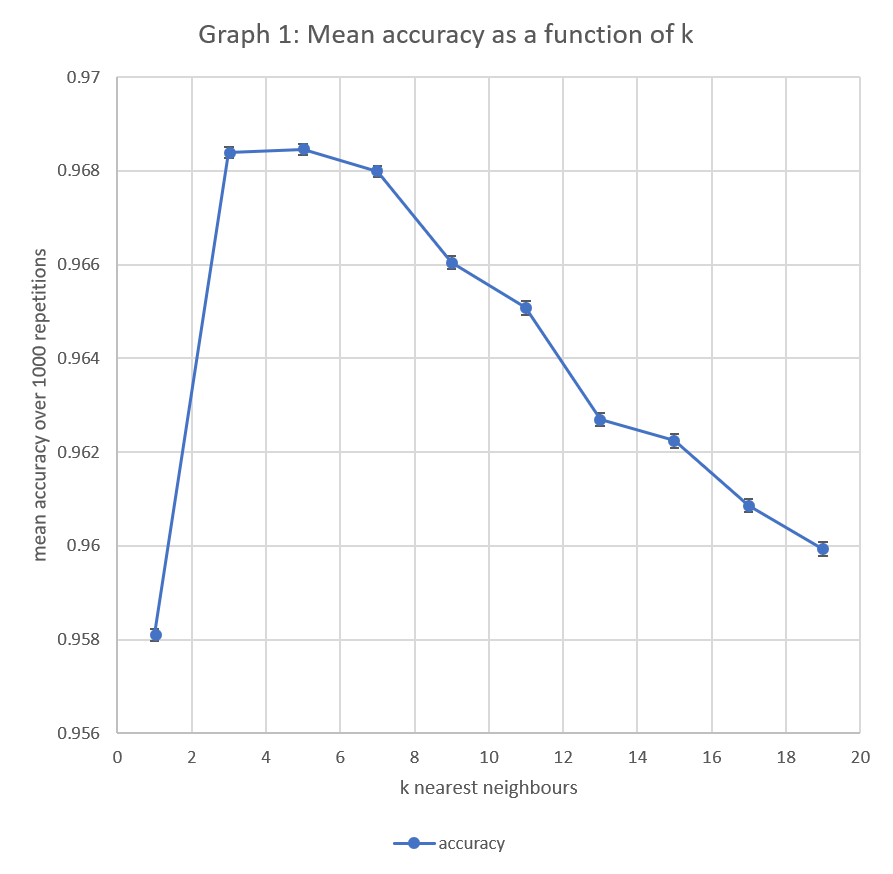 Graph 1: Mean accuracy as a function of k
mean accuracy over 1000 repetitions
0.97
0.968
0.966
0.964
0.962
0.96
0.958
0.956
0 2 4 6 8 10 12 14 16 18 20
k nearest neighbours
accuracy